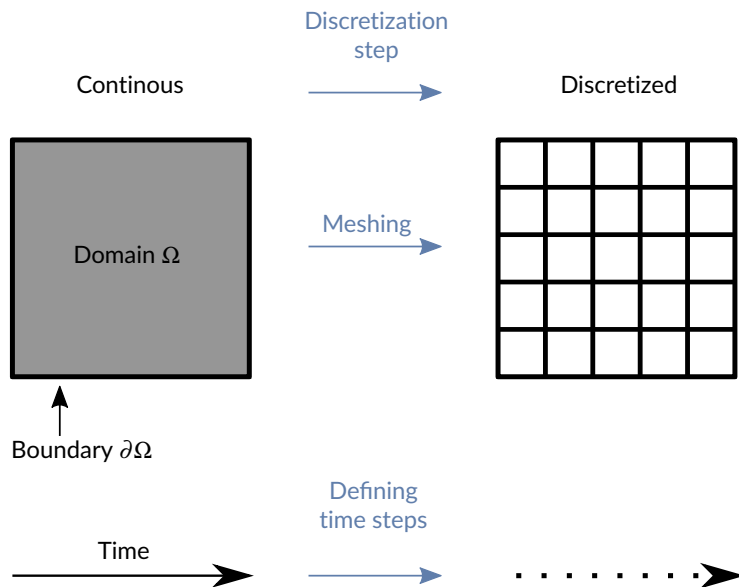 Discretization
step
Continous
Discretized
Domain Ω
Meshing
Boundary ∂Ω
Defining
time steps
Time